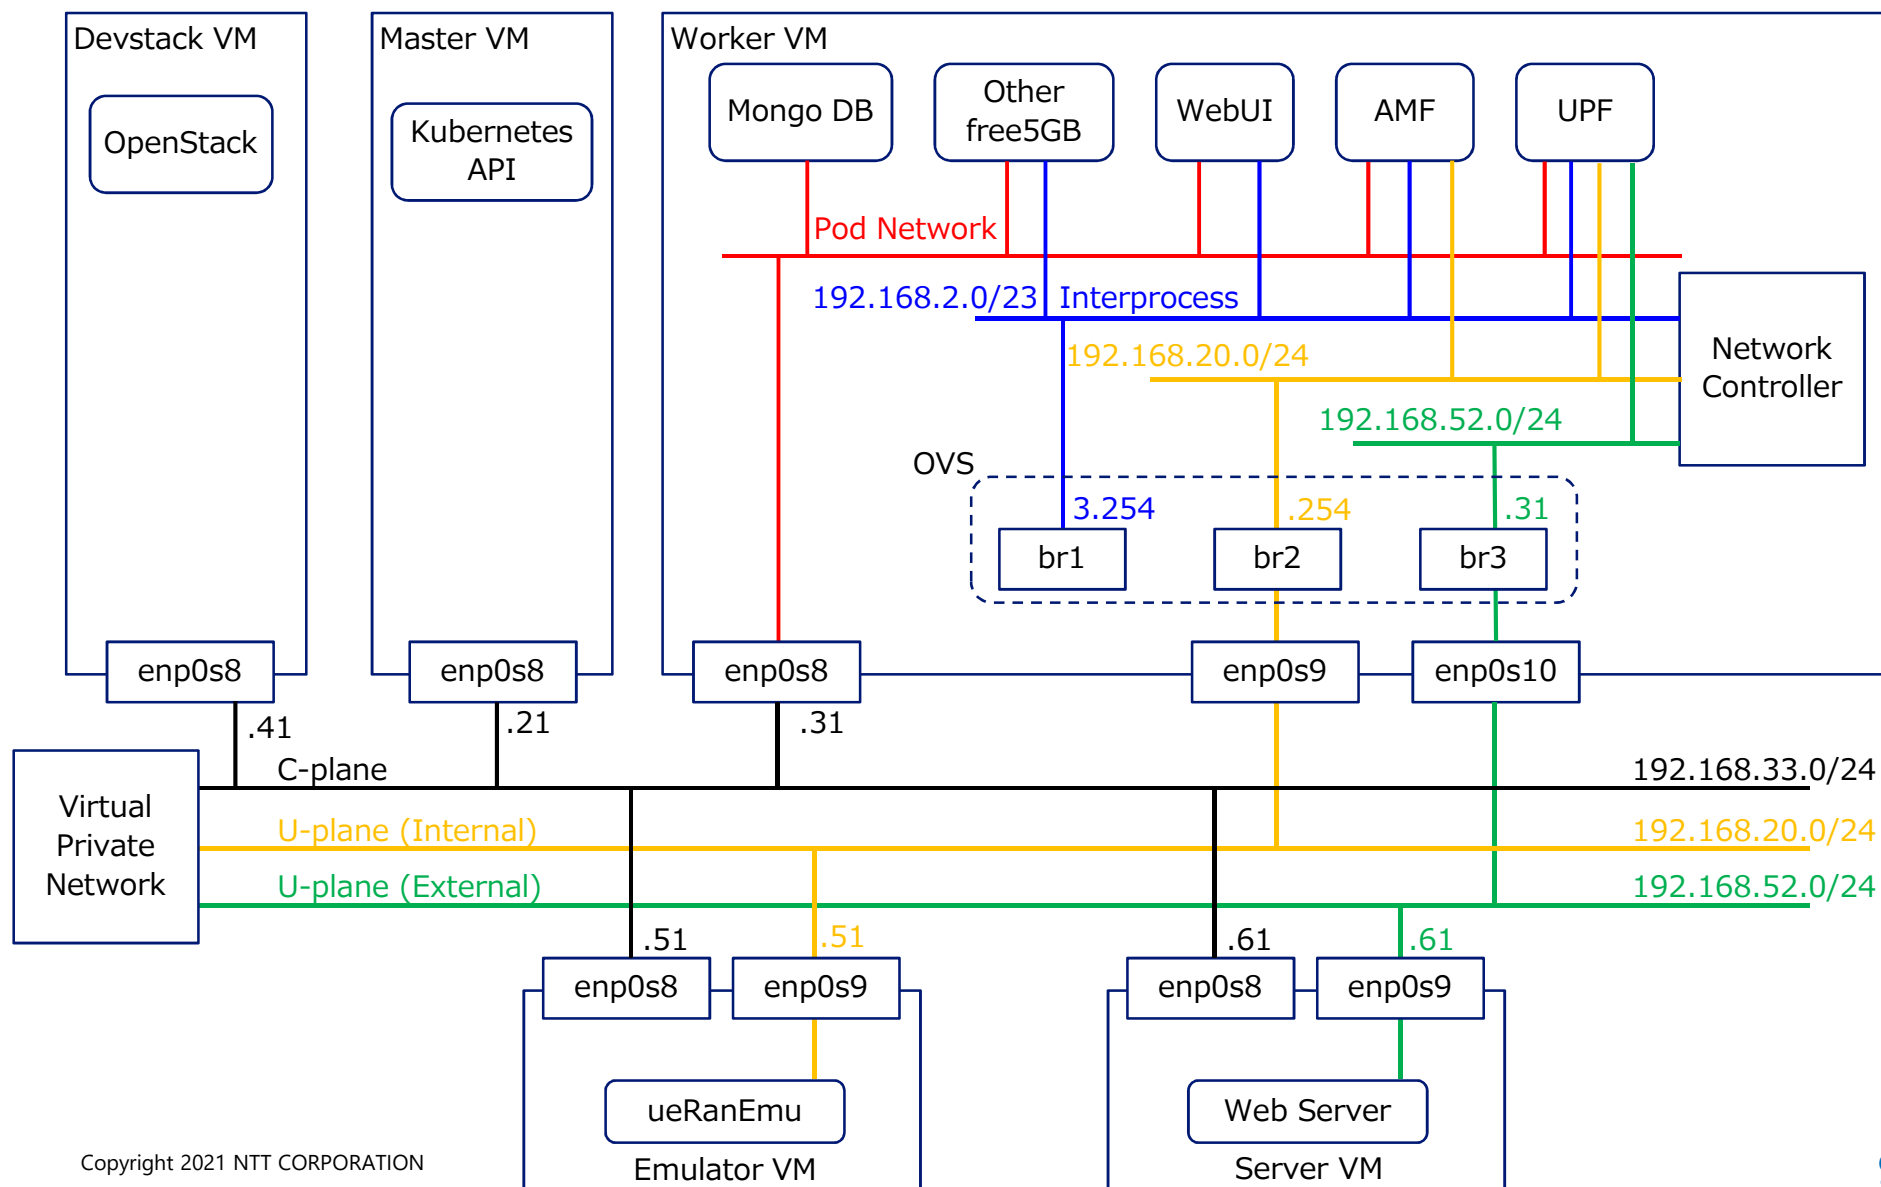 Devstack VM
OpenStack
Master VM
Kubernetes
API
Worker VM
Mongo DB
Other
free5GB
WebUI
AMF
UPF
Pod Network
192.168.2.0/23
Interprocess
192.168.20.0/24
192.168.52.0/24
Network
Controller
OVS
3.254
.254
.31
br1
br2
br3
enp0s8
enp0s8
enp0s8
enp0s9
enp0s10
.41
.21
.31
Virtual
Private
Network
C-plane
192.168.33.0/24
U-plane (Internal)
192.168.20.0/24
U-plane (External)
192.168.52.0/24
.51
.51
.61
.61
enp0s8
enp0s9
enp0s8
enp0s9
ueRanEmu
Web Server
Emulator VM
Server VM
Copyright 2021 NTT CORPORATION